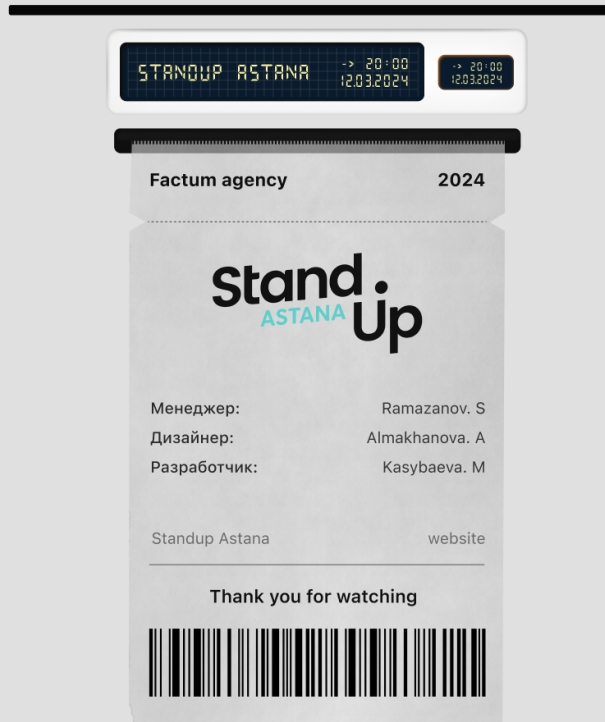 STANDUP ASTANA -> 20:00
12.03.2024
-> 20:00
12.03.2024
Factum agency 2024
Stand
ASTANA Up
Менеджер: Ramazanov. S
Дизайнер: Almakhanova. A
Разработчик: Kasybaeva. M
Standup Astana website
Thank you for watching